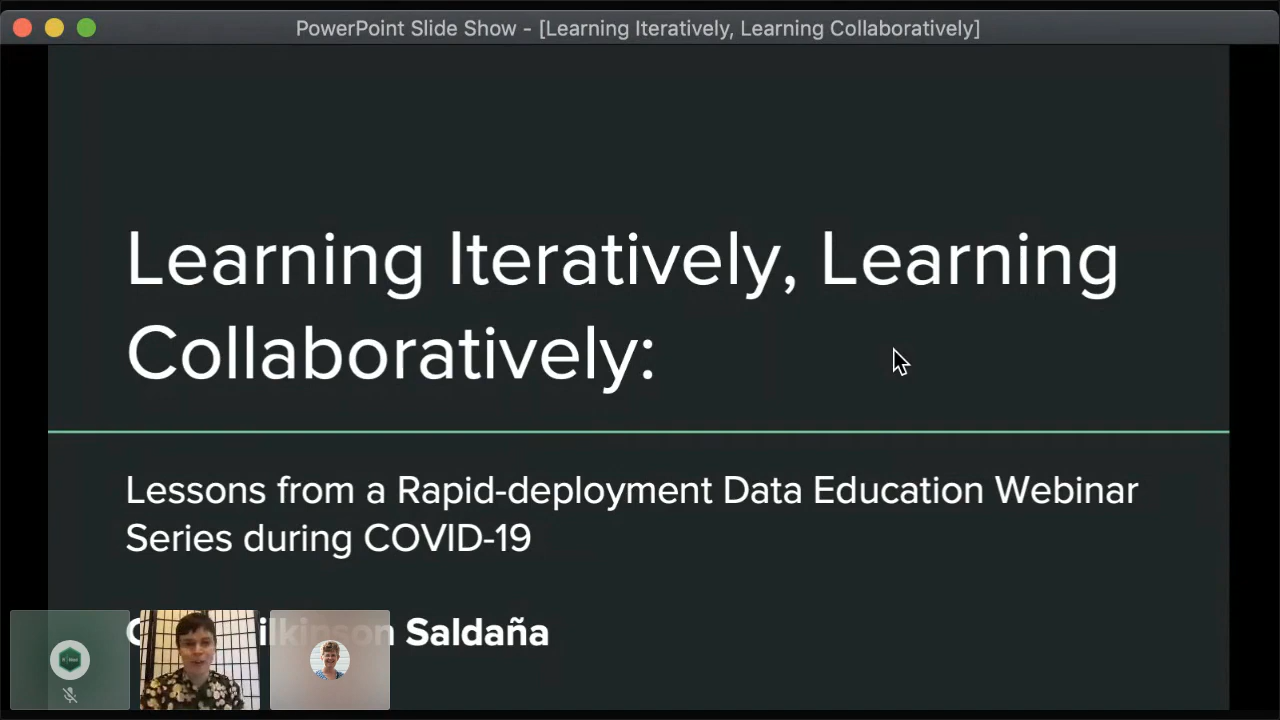 PowerPoint Slide Show - [Learning Iteratively, Learning Collaboratively]
Learning Iteratively, Learning
Collaboratively:
Lessons from a Rapid-deployment Data Education Webinar
Series during COVID-19
Saldaña